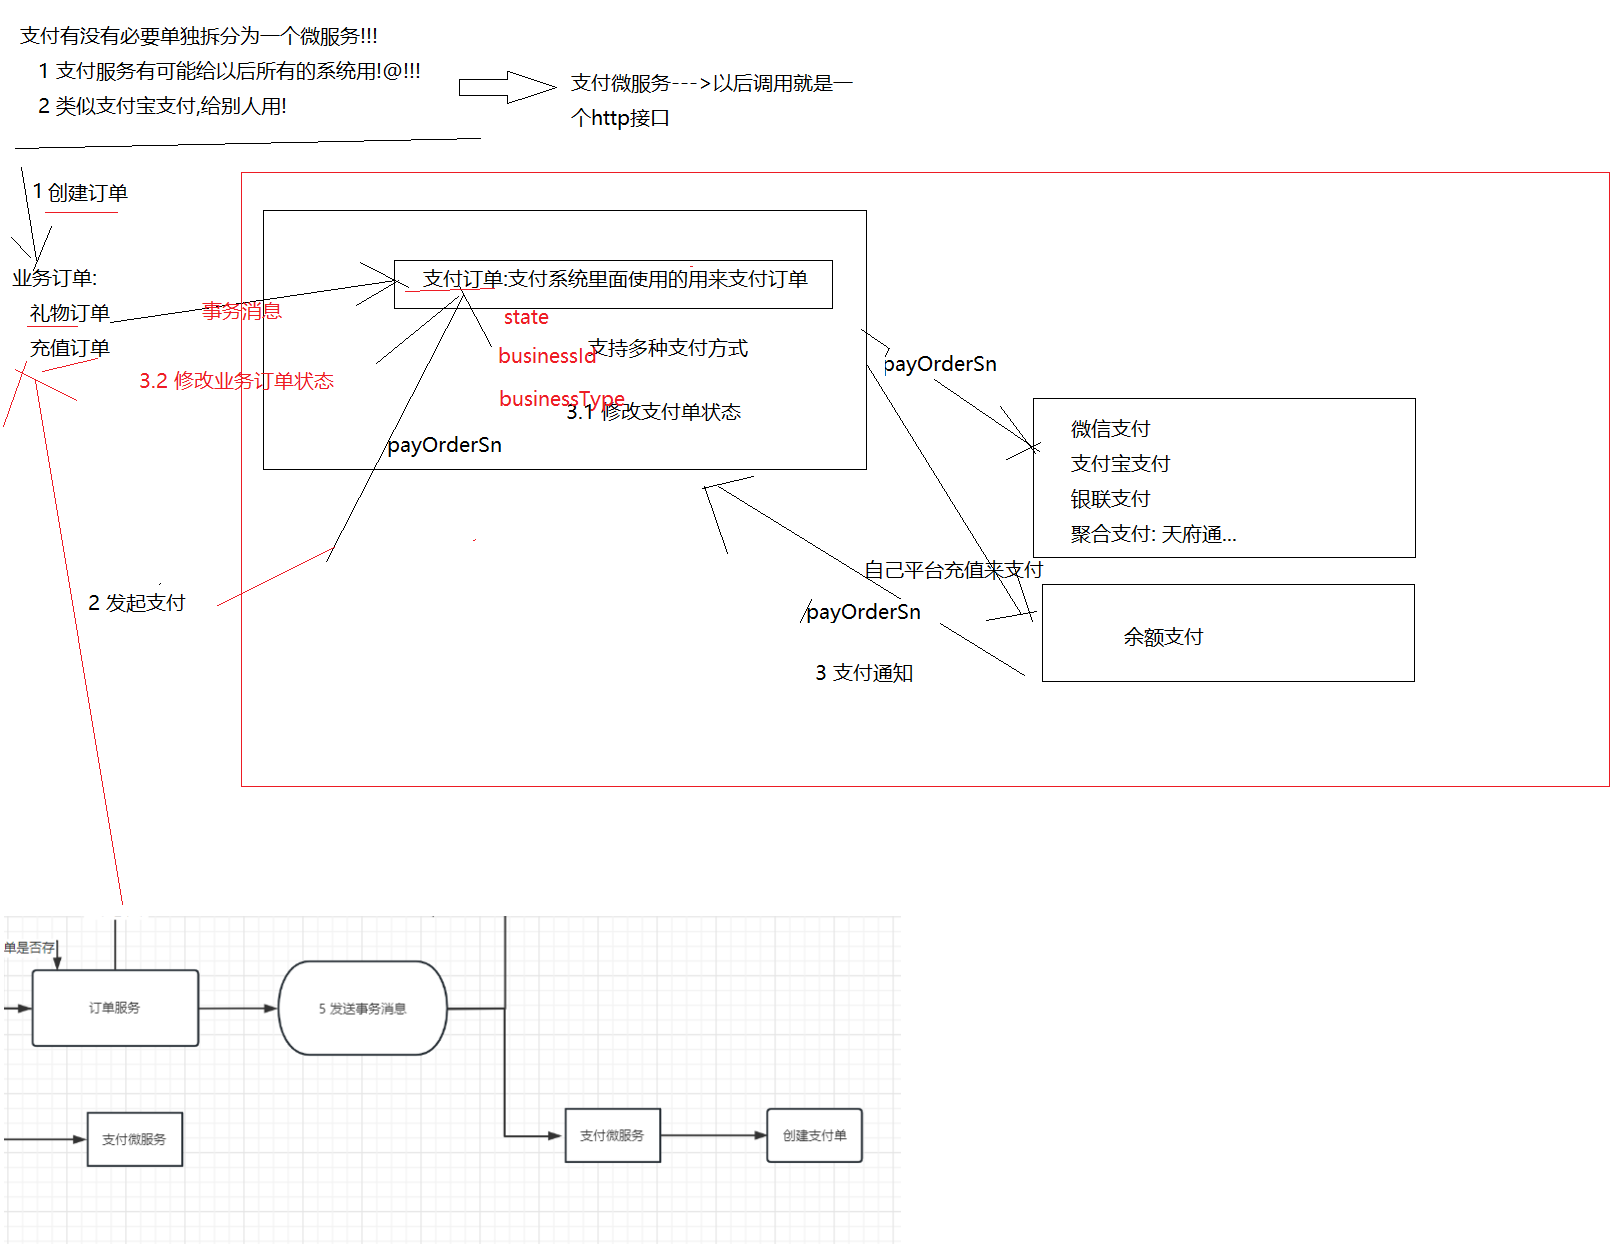 支付有没有必要单独拆分为一个微服务!!!
1 支付服务有可能给以后所有的系统用!@!!!
2 类似支付宝支付,给别人用!
支付微服务--->以后调用就是一
个http接口
1 创建订单
业务订单:
礼物订单
充值订单
事务消息
3.2 修改业务订单状态
支付订单:支付系统里面使用的用来支付订单
state
businessId
支持多种支付方式
businessType
3.1 修改支付单状态
payOrderSn
payOrderSn
微信支付
支付宝支付
银联支付
聚合支付: 天府通...
自己平台充值来支付
2 发起支付
payOrderSn
余额支付
3 支付通知
单是否存
订单服务
5 发送事务消息
支付微服务
支付微服务
创建支付单